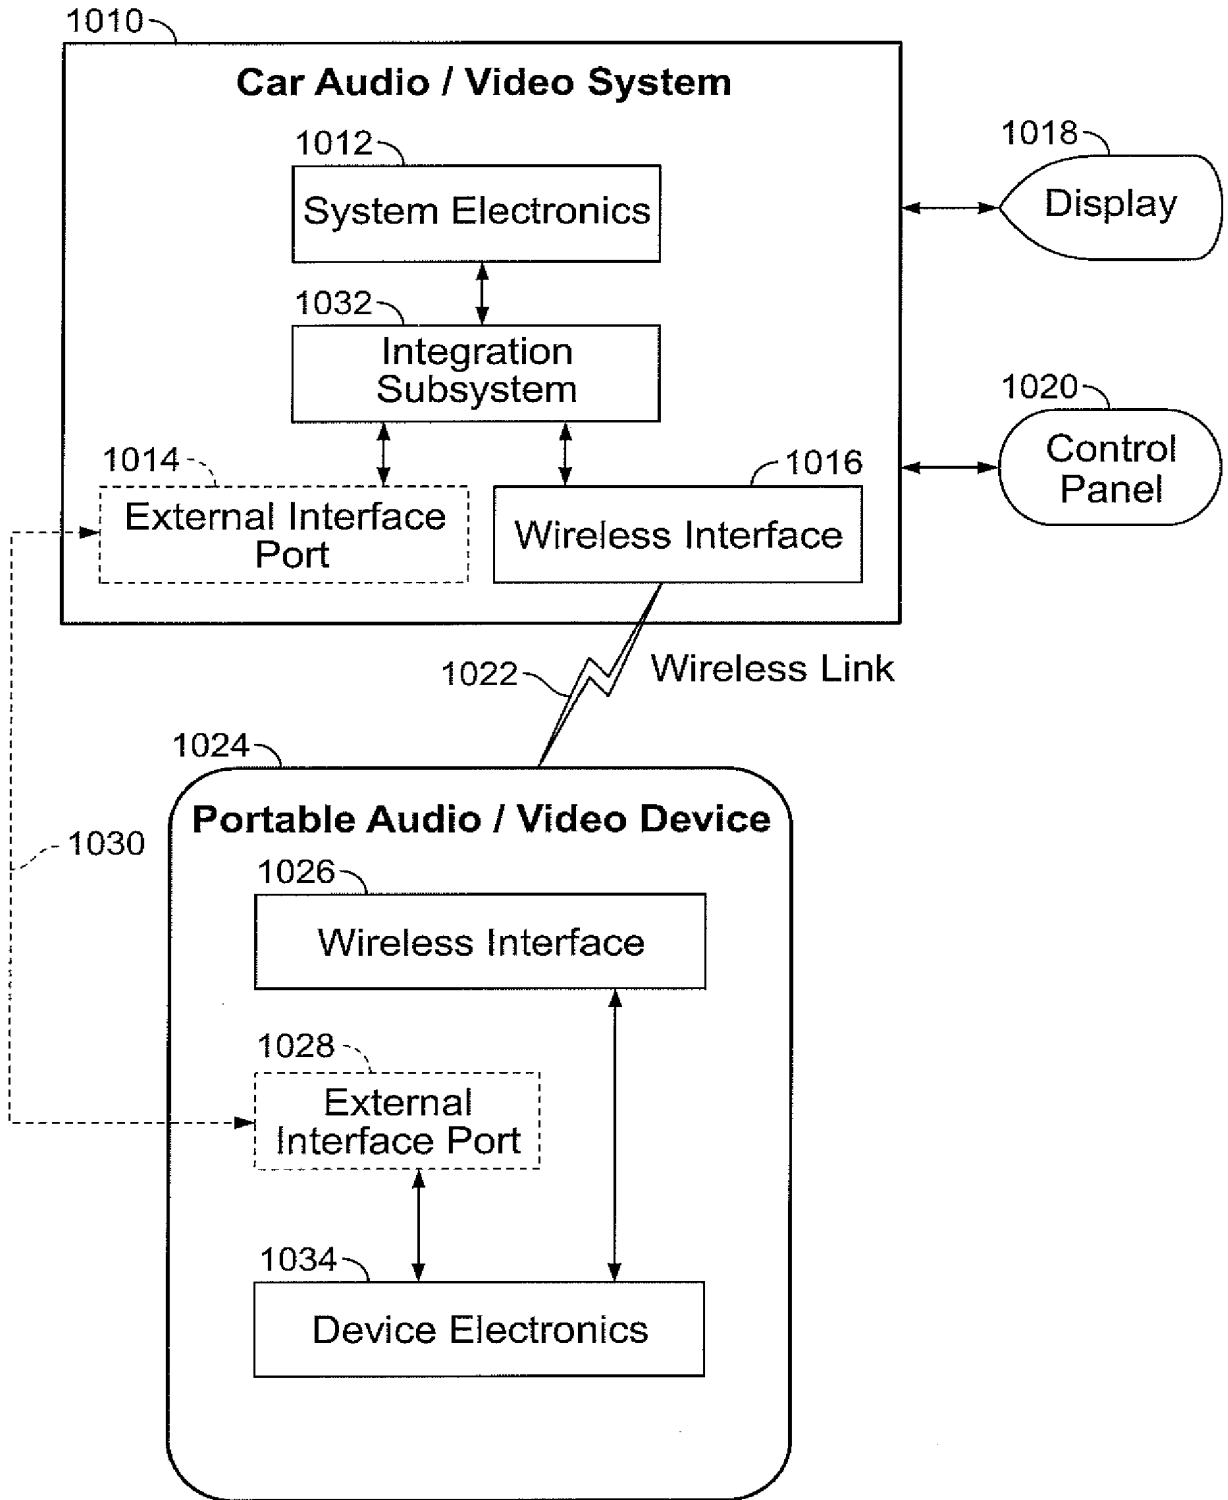 1010
Car Audio / Video System
1012
System Electronics
1018
Display
1032
Integration
Subsystem
1020
Control
Panel
1014
External Interface
Port
1016
Wireless Interface
1022
Wireless Link
1024
Portable Audio / Video Device
1030
1026
Wireless Interface
1028
External
Interface Port
1034
Device Electronics